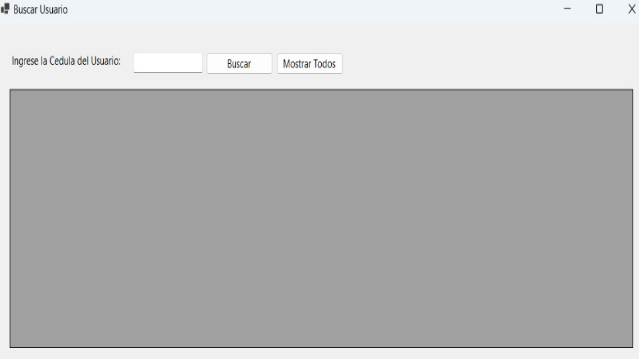 Buscar Usuario
Ingrese la Cedula del Usuario: Buscar Mostrar Todos